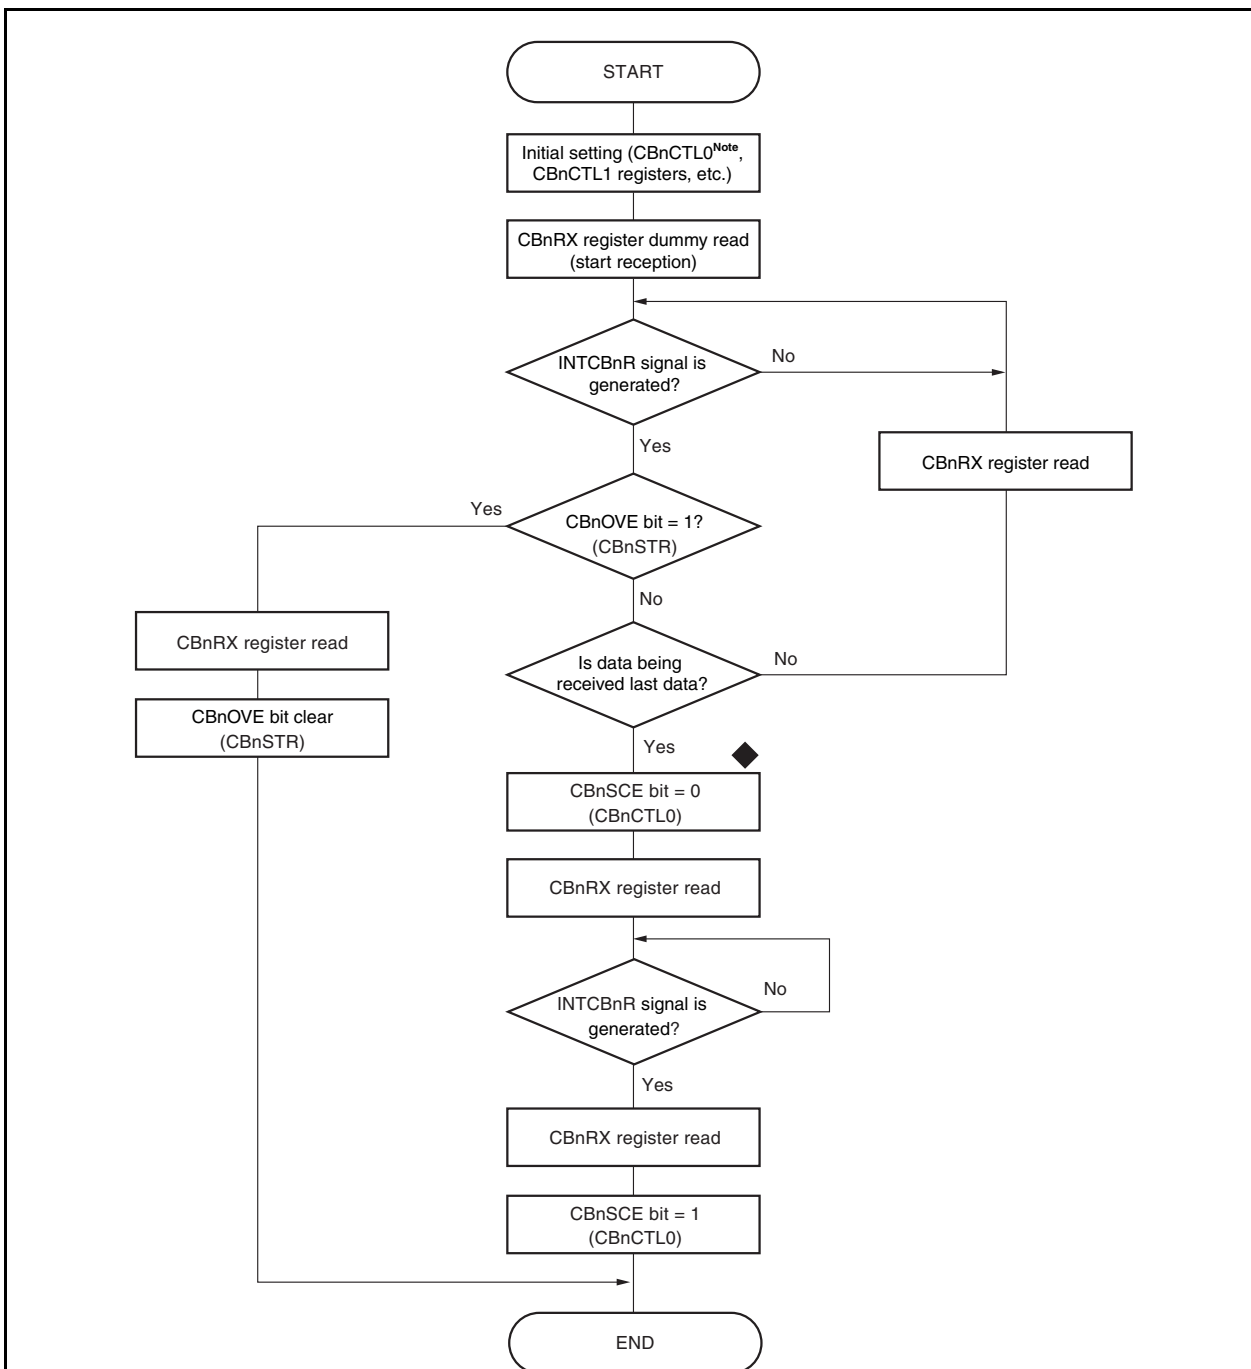 START
Initial setting (CBnCTL0Note,
CBnCTL1 registers, etc.)
CBnRX register dummy read
(start reception)
INTCBnR signal is
generated?
No
Yes
CBnRX register read
Yes
CBnOVE bit = 1?
(CBnSTR)
No
CBnRX register read
Is data being
received last data?
No
CBnOVE bit clear
(CBnSTR)
Yes
CBnSCE bit = 0
(CBnCTL0)
CBnRX register read
INTCBnR signal is
generated?
No
Yes
CBnRX register read
CBnSCE bit = 1
(CBnCTL0)
END